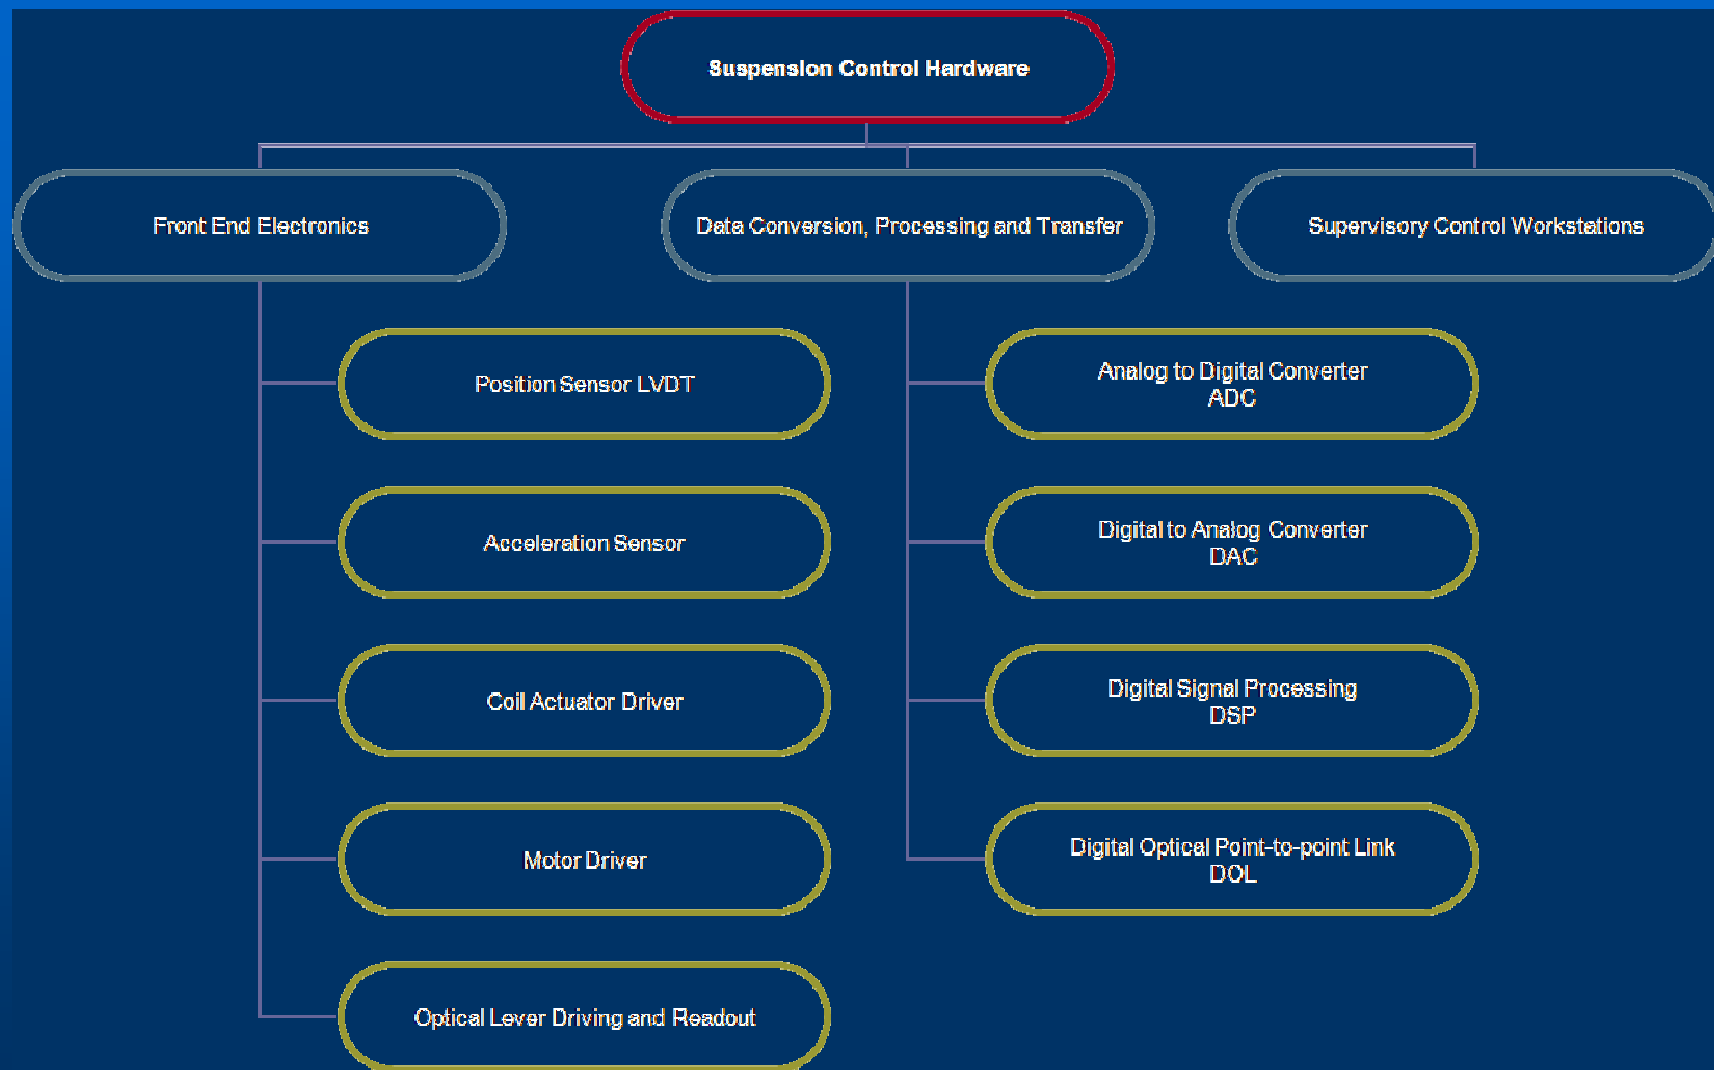 Suspension Control Hardware
Front End Electronics
Data Conversion, Processing and Transfer
Supervisory Control Workstations
Position Sensor LVDT
Acceleration Sensor
Coil Actuator Driver
Motor Driver
Optical Lever Driving and Readout
Analog to Digital Converter
ADC
Digital to Analog Converter
DAC
Digital Signal Processing
DSP
Digital Optical Point-to-point Link
DOL